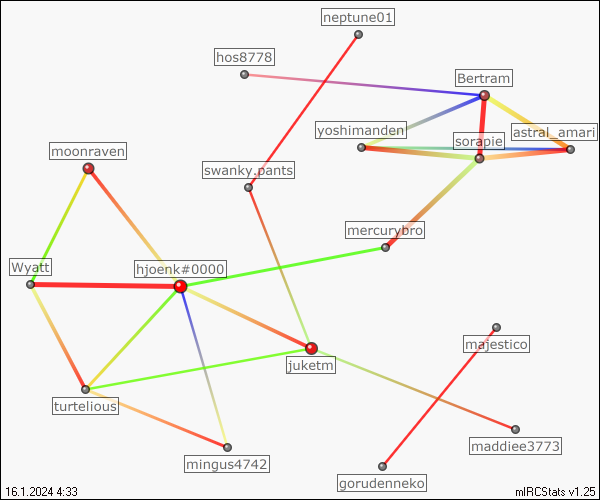 neptune01
hos8778
Bertram
yoshimanden
sorapie
astral_amari
moonraven
swanky.pants
mercurybro
Wyatt
hjoenk#0000
majestico
juketm
turtelious
maddiee3773
mingus4742
gorudenneko
16.1.2024 4:33
mIRCStats v1.25